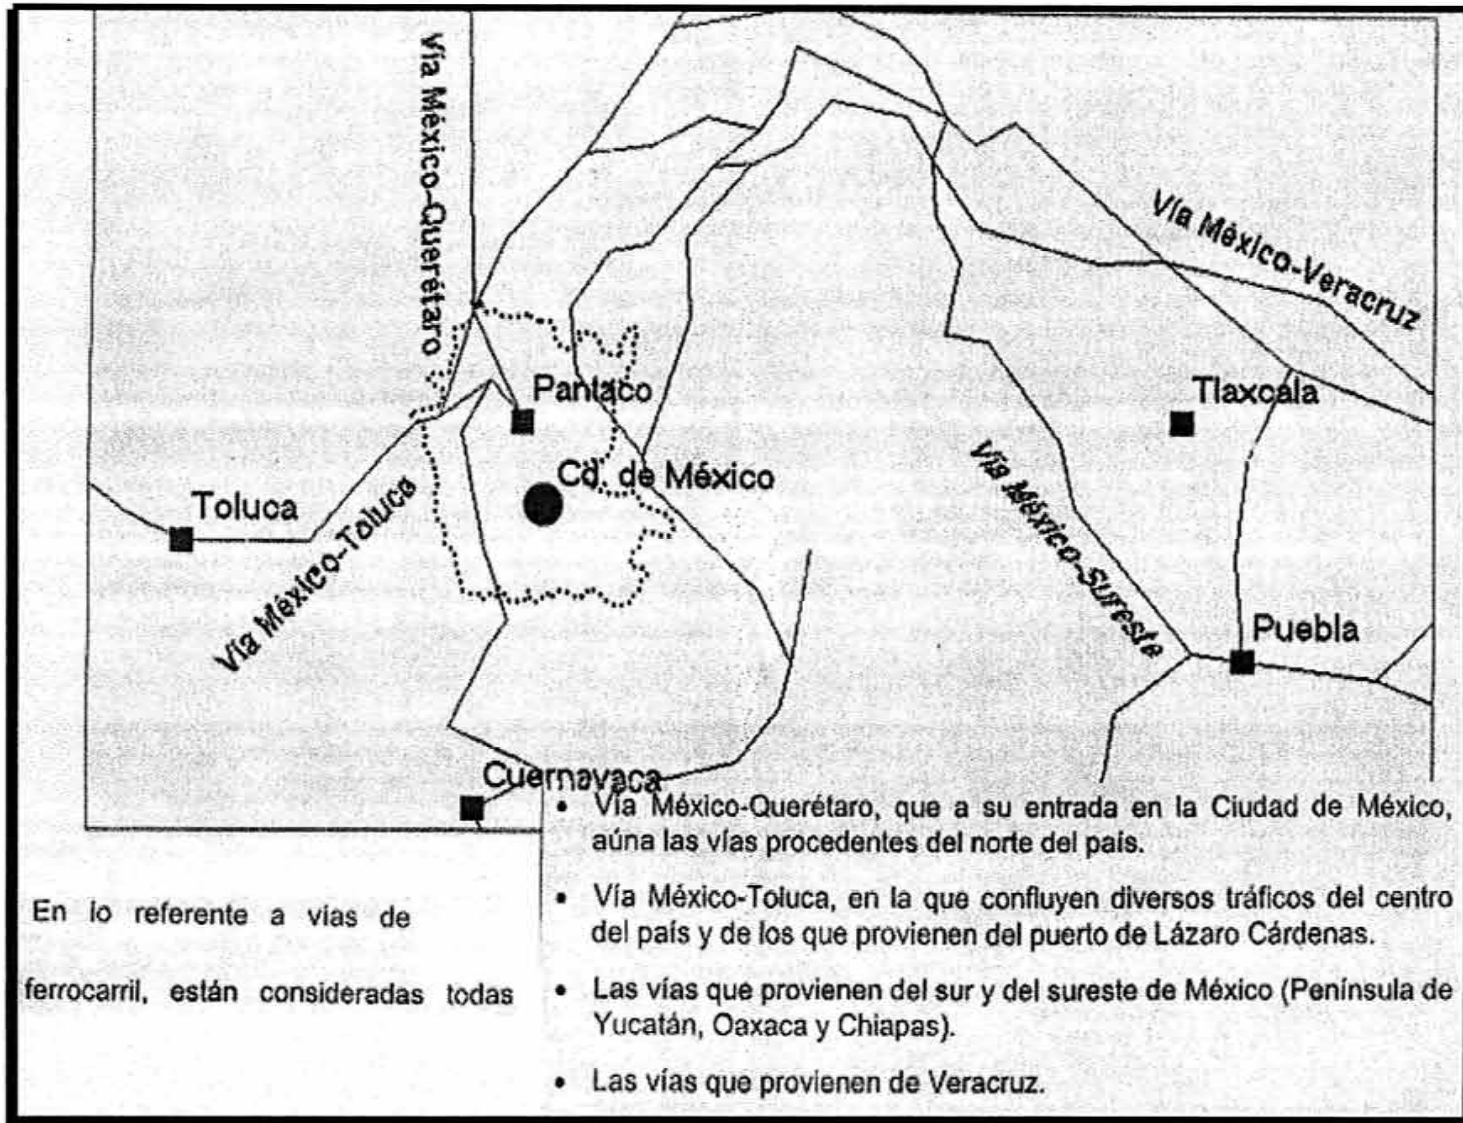 Vía México-Querétaro
Vía México-Veracruz
Pantaco
Tlaxcala
Cd. de México
Toluca
Vía México-Toluca
Vía México-Sureste
Puebla
Cuernavaca
• Vía México-Querétaro, que a su entrada en la Ciudad de México,
aúna las vías procedentes del norte del país.
• Vía México-Toluca, en la que confluyen diversos tráficos del centro
del país y de los que provienen del puerto de Lázaro Cárdenas.
En lo referente a vías de
ferrocarril, están consideradas todas
• Las vías que provienen del sur y del sureste de México (Península de
Yucatán, Oaxaca y Chiapas).
• Las vías que provienen de Veracruz.